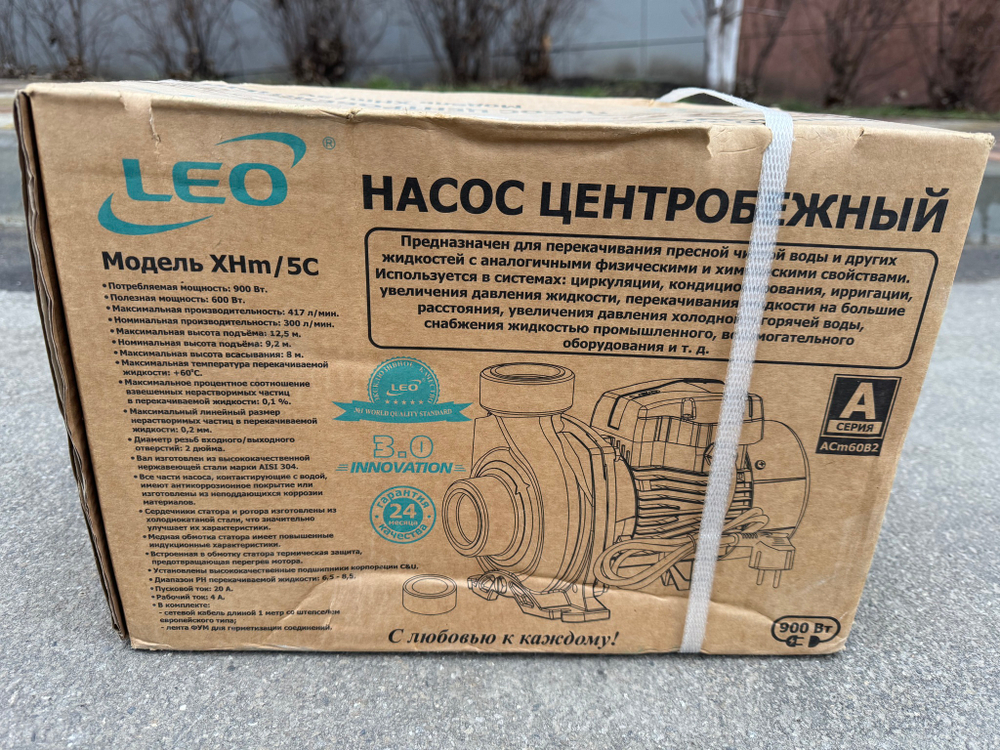 LEO ®
НАСОС ЦЕНТРОБЕЖНЫЙ
Предназначен для перекачивания пресной чистой воды и других
жидкостей с аналогичными физическими и химическими свойствами.
Используется в системах: циркуляции, кондиционирования, ирригации,
увеличения давления жидкости, перекачивания жидкости на большие
расстояния, увеличения давления холодной горячей воды,
снабжения жидкостью промышленного, вспомогательного
оборудования и т. д.
Модель XHm/5C
• Потребляемая мощность: 900 Вт.
• Полезная мощность: 600 Вт.
• Максимальная производительность: 417 л/мин.
• Номинальная производительность: 300 л/мин.
• Максимальная высота подъёма: 12,5 м.
• Номинальная высота подъёма: 9,2 м.
• Максимальная высота всасывания: 8 м.
• Максимальная температура перекачиваемой
жидкости: +60°С.
• Максимальное процентное соотношение
взвешенных нерастворимых частиц
в перекачиваемой жидкости: 0,1 %.
• Максимальный линейный размер
нерастворимых частиц в перекачиваемой
жидкости: 0,2 мм.
• Диаметр резьб входного/выходного
отверстий: 2 дюйма.
• Вал изготовлен из высококачественной
нержавеющей стали марки AISI 304.
• Все части насоса, контактирующие с водой,
имеют антикоррозионное покрытие или
изготовлены из неподдающихся коррозии
материалов.
• Сердечники статора и ротора изготовлены из
холоднокатаной стали, что значительно
улучшает их характеристики.
• Медная обмотка статора имеет повышенные
индукционные характеристики.
• Встроенная в обмотку статора термическая защита,
предотвращающая перегрев мотора.
• Установлены высококачественные подшипники корпорации C&U.
• Диапазон PH перекачиваемой жидкости: 6,5 - 8,5.
• Пусковой ток: 20 А.
• Рабочий ток: 4 А.
• В комплекте:
- сетевой кабель длиной 1 метр со штепселем
европейского типа;
- лента ФУМ для герметизации соединений.
LEO
WORLD QUALITY STANDARD
3.0
INNOVATION
гарантия
24
месяца
качества
A
СЕРИЯ
ACm60B2
С любовью к каждому!
900 Вт